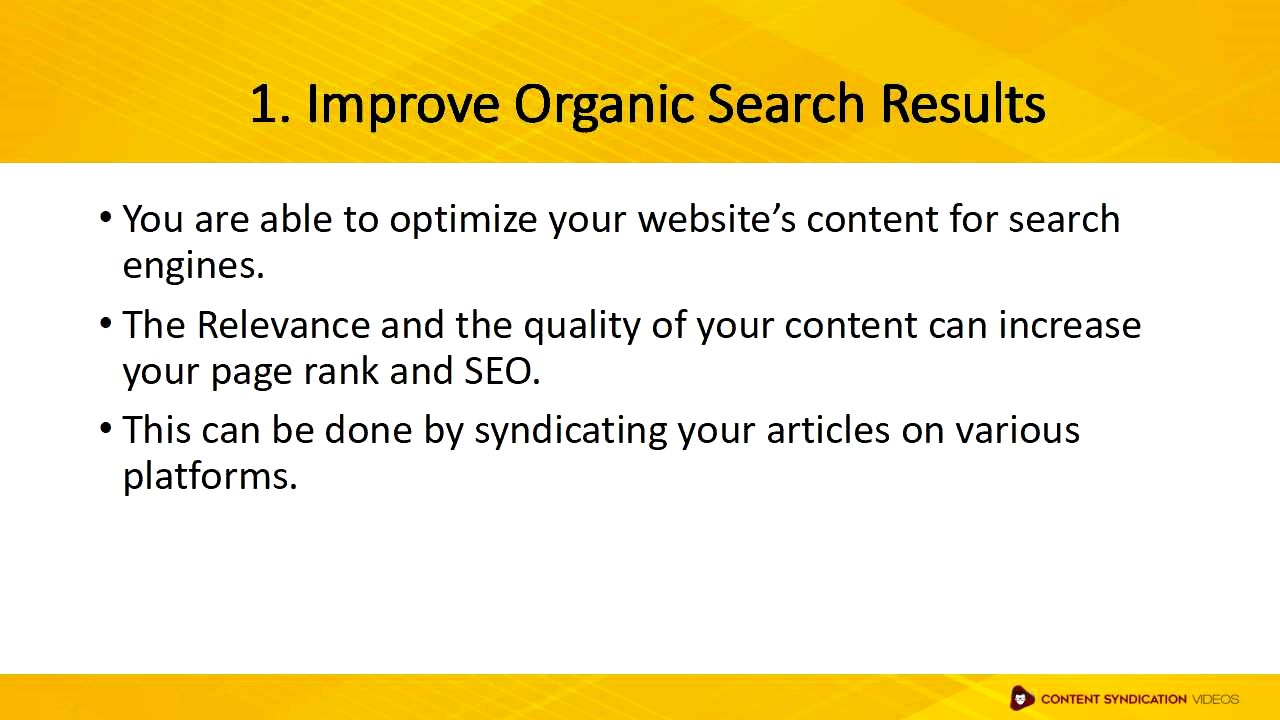 1. Improve Organic Search Results
• You are able to optimize your website’s content for search
engines.
• The Relevance and the quality of your content can increase
your page rank and SEO.
• This can be done by syndicating your articles on various
platforms.
CONTENT SYNDICATION VIDEOS